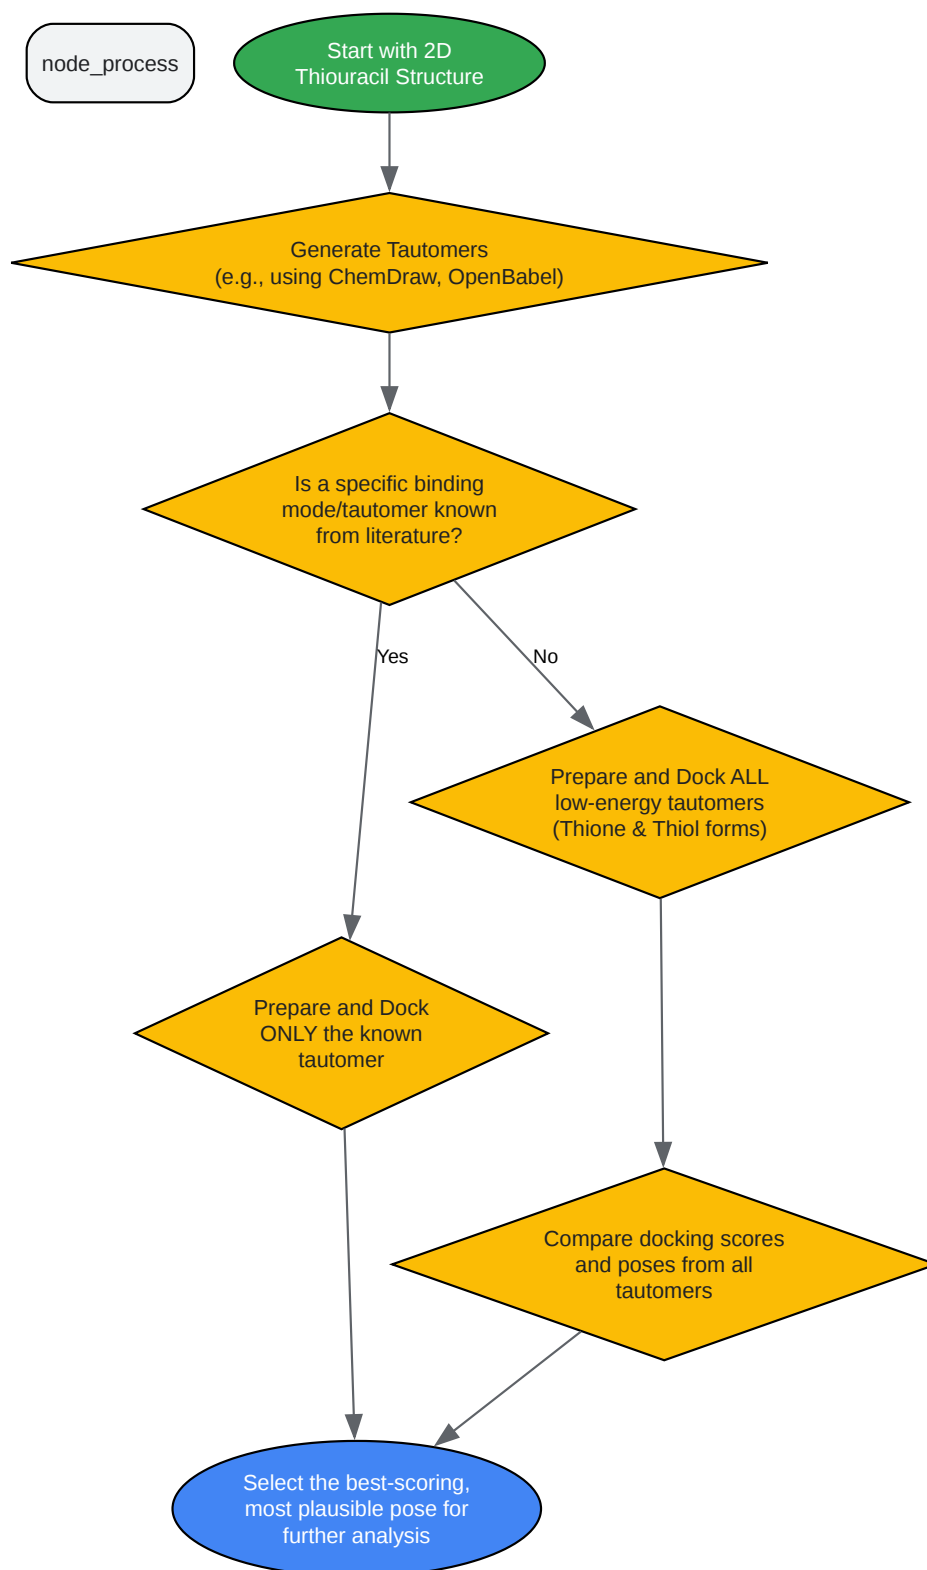 node_process
Start with 2D
Thiouracil Structure
Generate Tautomers
(e.g., using ChemDraw, OpenBabel)
Is a specific binding
mode/tautomer known
from literature?
Yes
No
Prepare and Dock ALL
low-energy tautomers
(Thione & Thiol forms)
Prepare and Dock
ONLY the known
tautomer
Compare docking scores
and poses from all
tautomers
Select the best-scoring,
most plausible pose for
further analysis